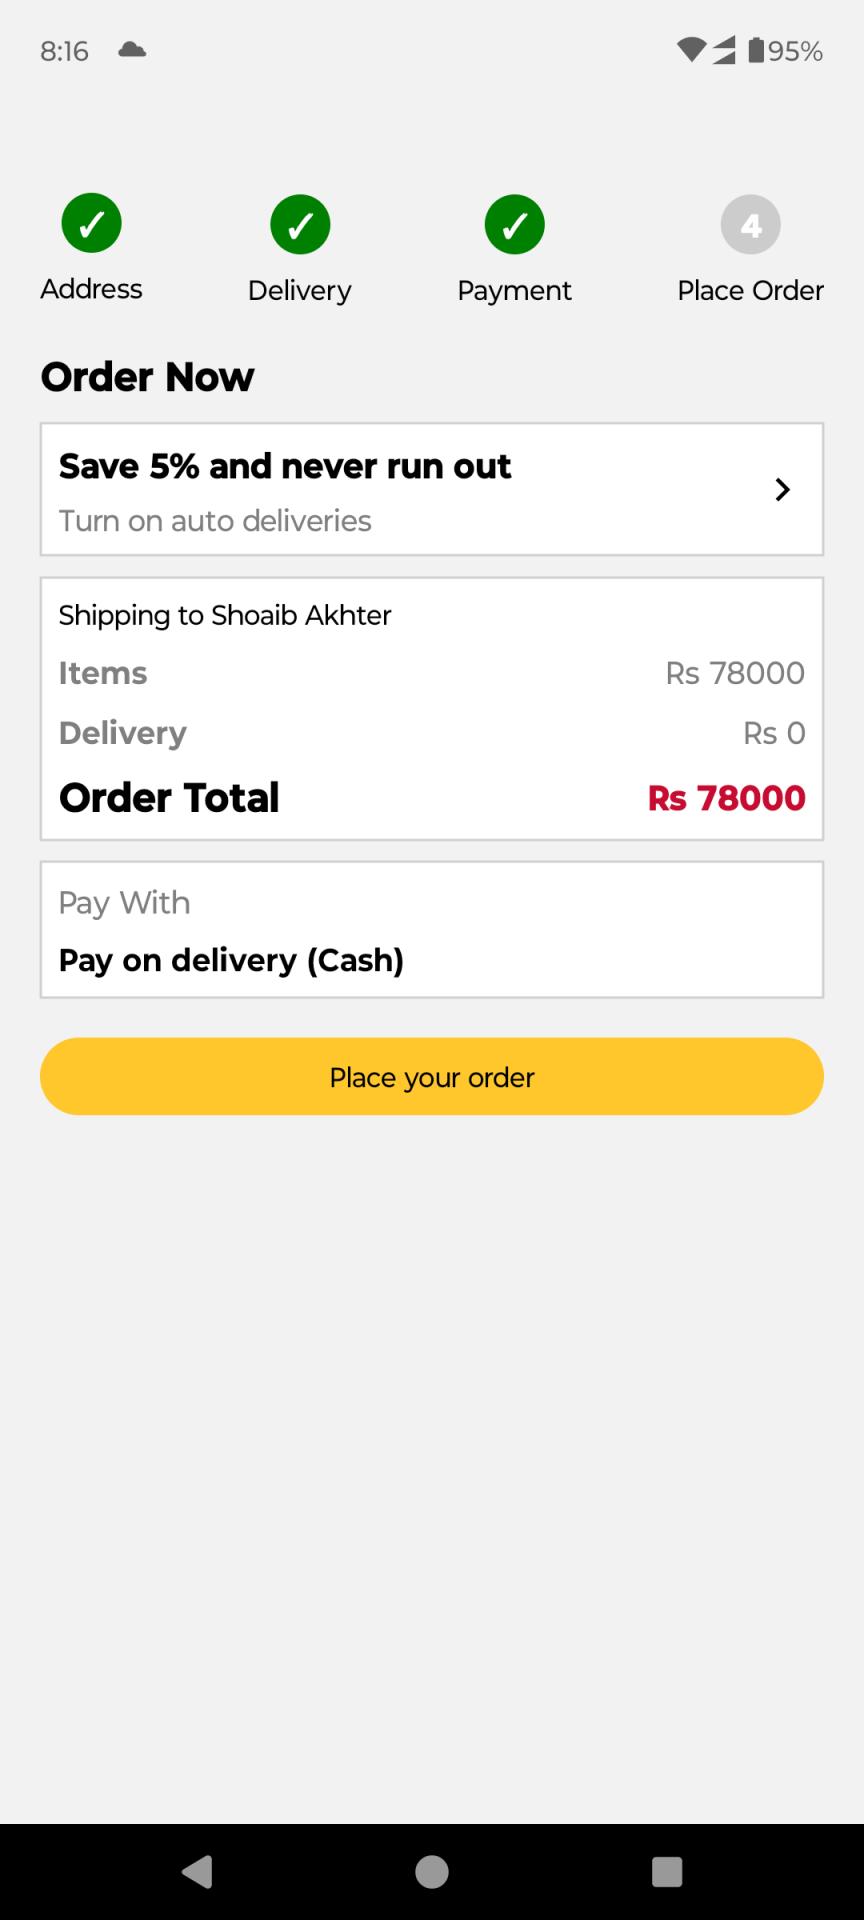 8:16 95%
✓ ✓ ✓ 4
Address Delivery Payment Place Order
Order Now
Save 5% and never run out
Turn on auto deliveries
Shipping to Shoaib Akhter
Items Rs 78000
Delivery Rs 0
Order Total Rs 78000
Pay With
Pay on delivery (Cash)
Place your order